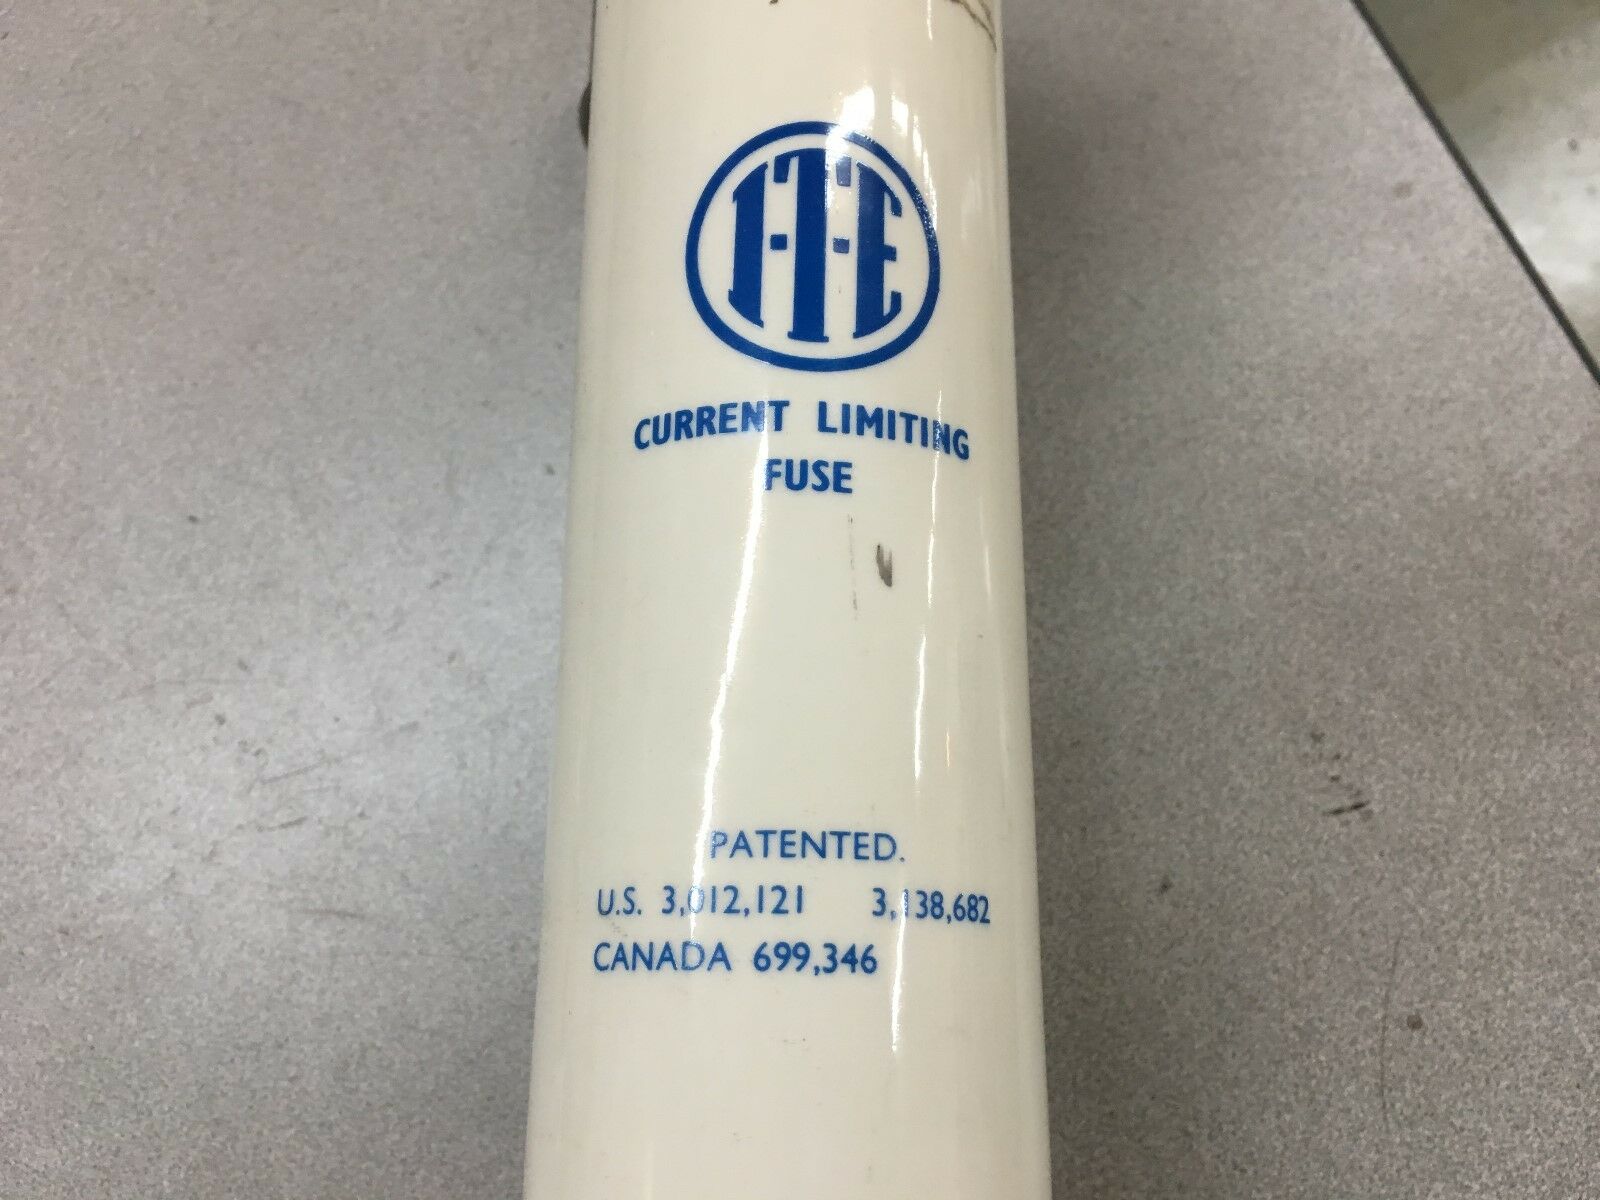 I-T-E
CURRENT LIMITING
FUSE
PATENTED.
U.S. 3,012,121 3,138,682
CANADA 699,346